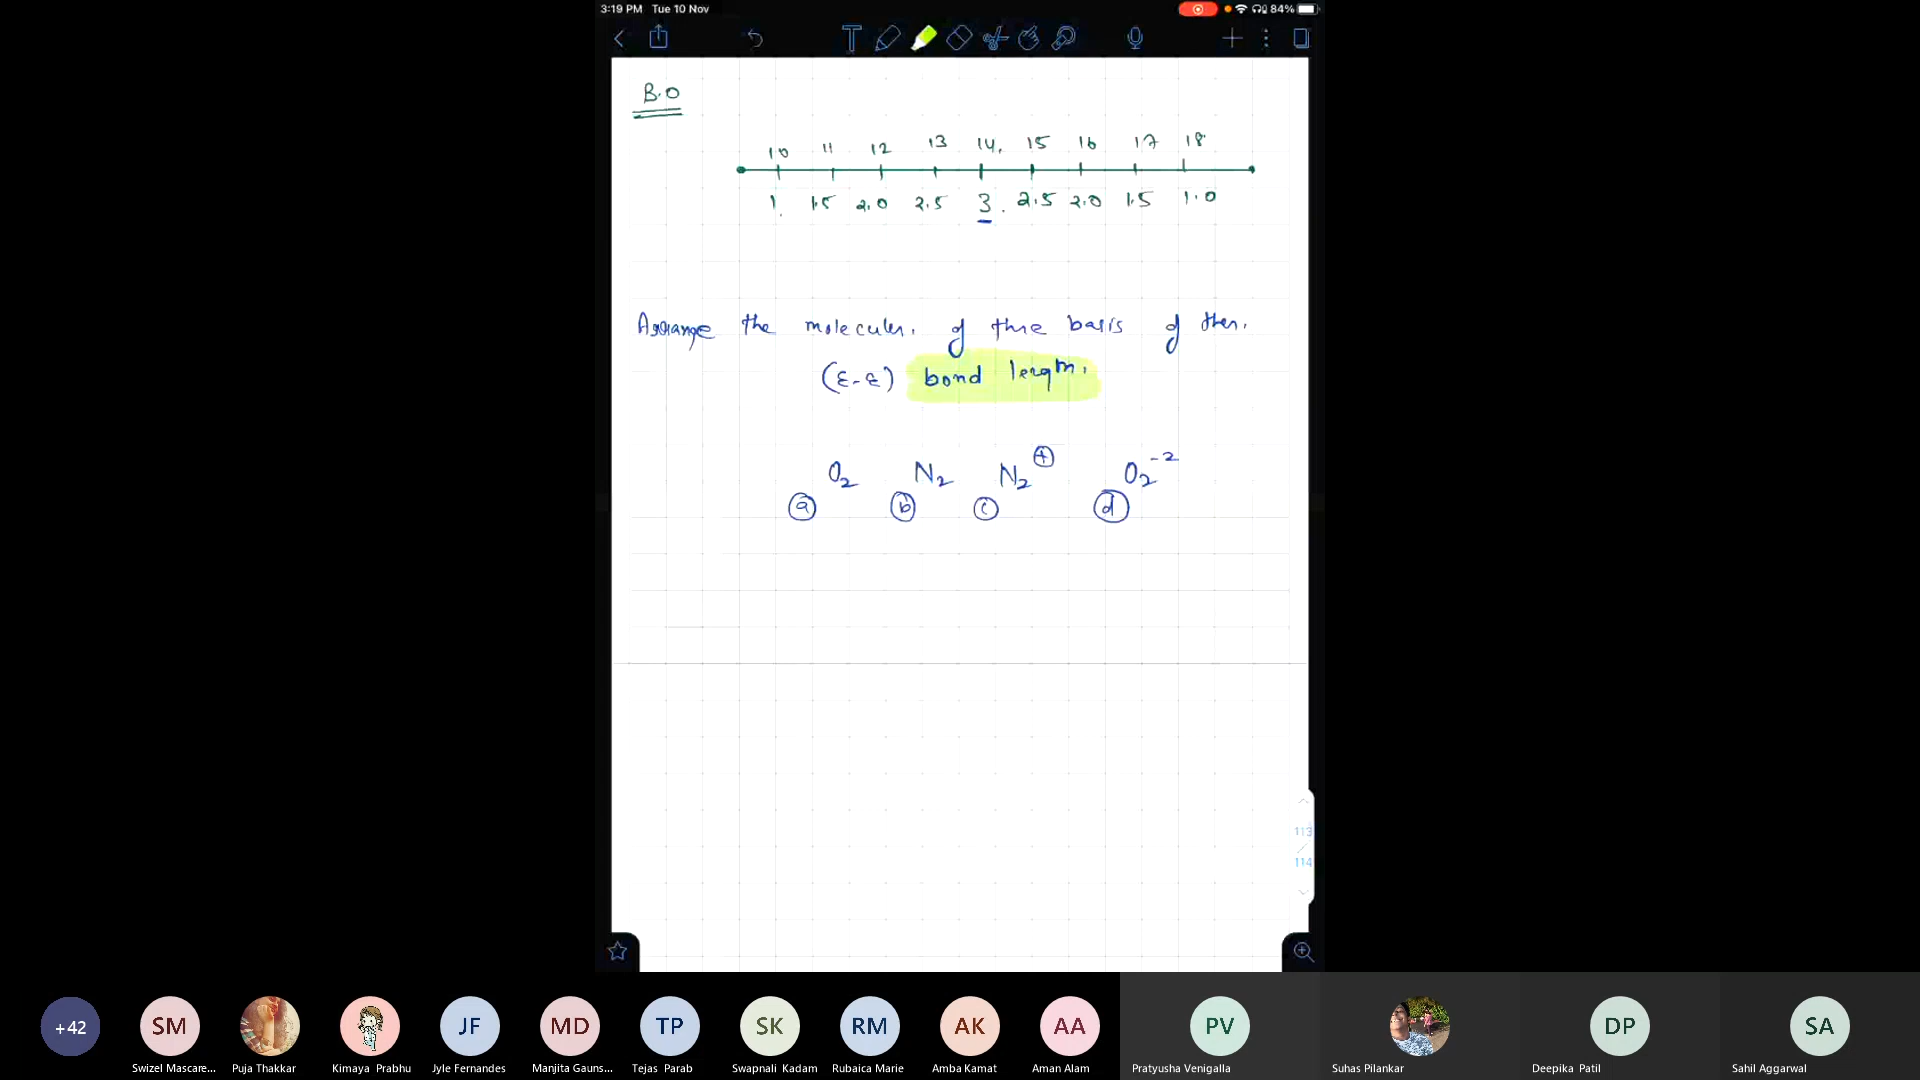 3:19 PM Tue 10 Nov
84%
T
B.O
10 11 12 13 14. 15 16 17 18
1. 1.5 2.0 2.5 3. 2.5 2.0 1.5 1.0
Arrange the molecules. of the basis of their
bond length.
O2 N2 N2+ O2-2
a b c d
113
/
114
+42 SM JF MD TP SK RM AK AA PV DP SA
Swizel Mascare... Puja Thakkar Kimaya Prabhu Jyle Fernandes Manjita Gauns... Tejas Parab Swapnali Kadam Rubaica Marie Amba Kamat Aman Alam Pratyusha Venigalla Suhas Pilankar Deepika Patil Sahil Aggarwal